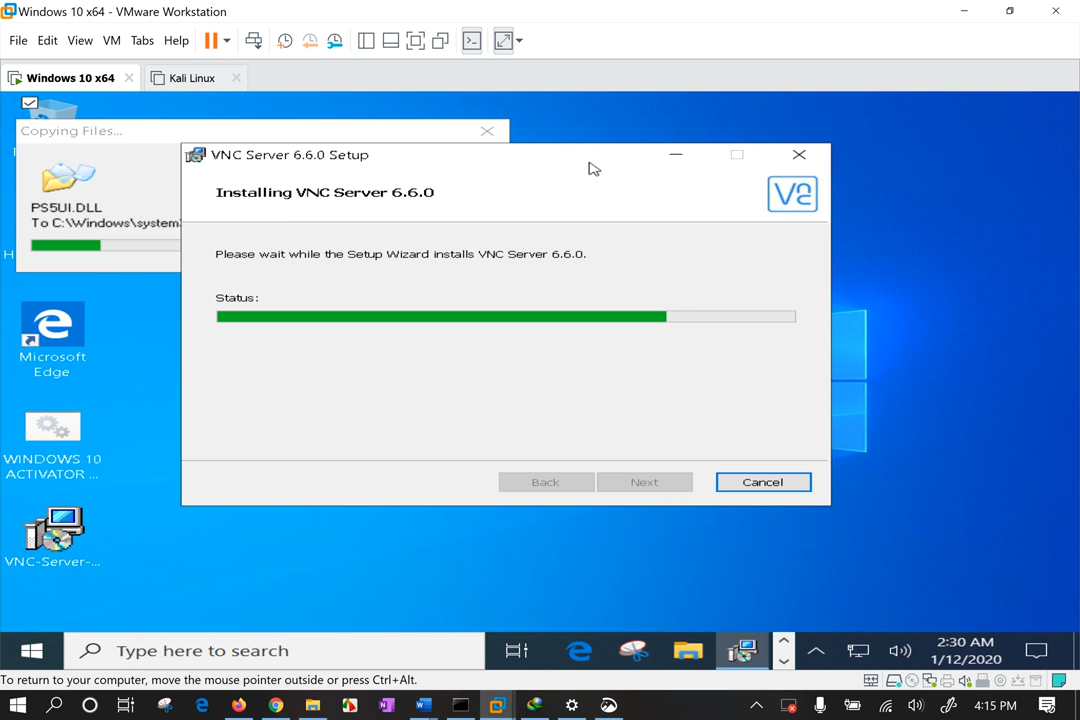 Windows 10 x64 - VMware Workstation
File Edit View VM Tabs Help
Windows 10 x64
Kali Linux
Copying Files...
PS5UI.DLL
To C:\Windows\system3
VNC Server 6.6.0 Setup
Installing VNC Server 6.6.0
Please wait while the Setup Wizard installs VNC Server 6.6.0.
Status:
Back Next Cancel
H
Microsoft
Edge
WINDOWS 10
ACTIVATOR ...
VNC-Server-...
Type here to search
2:30 AM
1/12/2020
To return to your computer, move the mouse pointer outside or press Ctrl+Alt.
4:15 PM